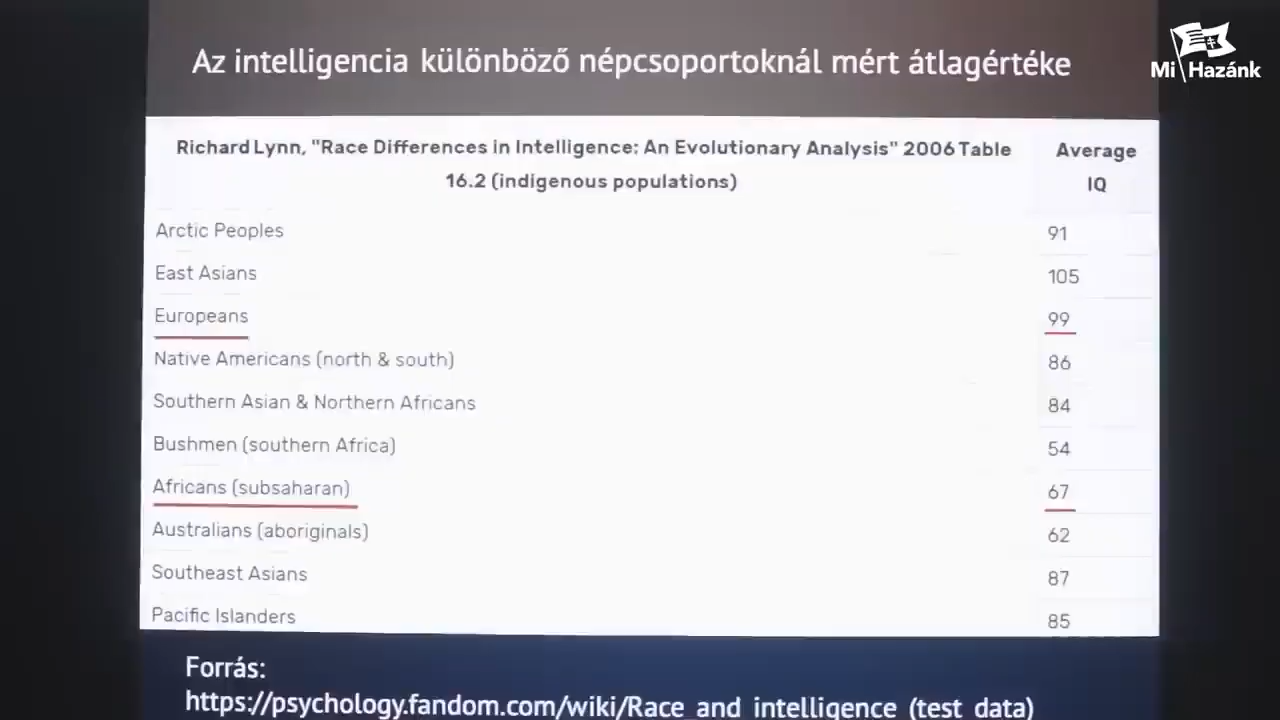 Az intelligencia különböző népcsoportoknál mért átlagértéke
Mi Hazánk
Richard Lynn, "Race Differences in Intelligence: An Evolutionary Analysis" 2006 Table
16.2 (indigenous populations)
Average
IQ
Arctic Peoples 91
East Asians 105
Europeans 99
Native Americans (north & south) 86
Southern Asian & Northern Africans 84
Bushmen (southern Africa) 54
Africans (subsaharan) 67
Australians (aboriginals) 62
Southeast Asians 87
Pacific Islanders 85
Forrás:
https://psychology.fandom.com/wiki/Race_and_intelligence_(test_data)